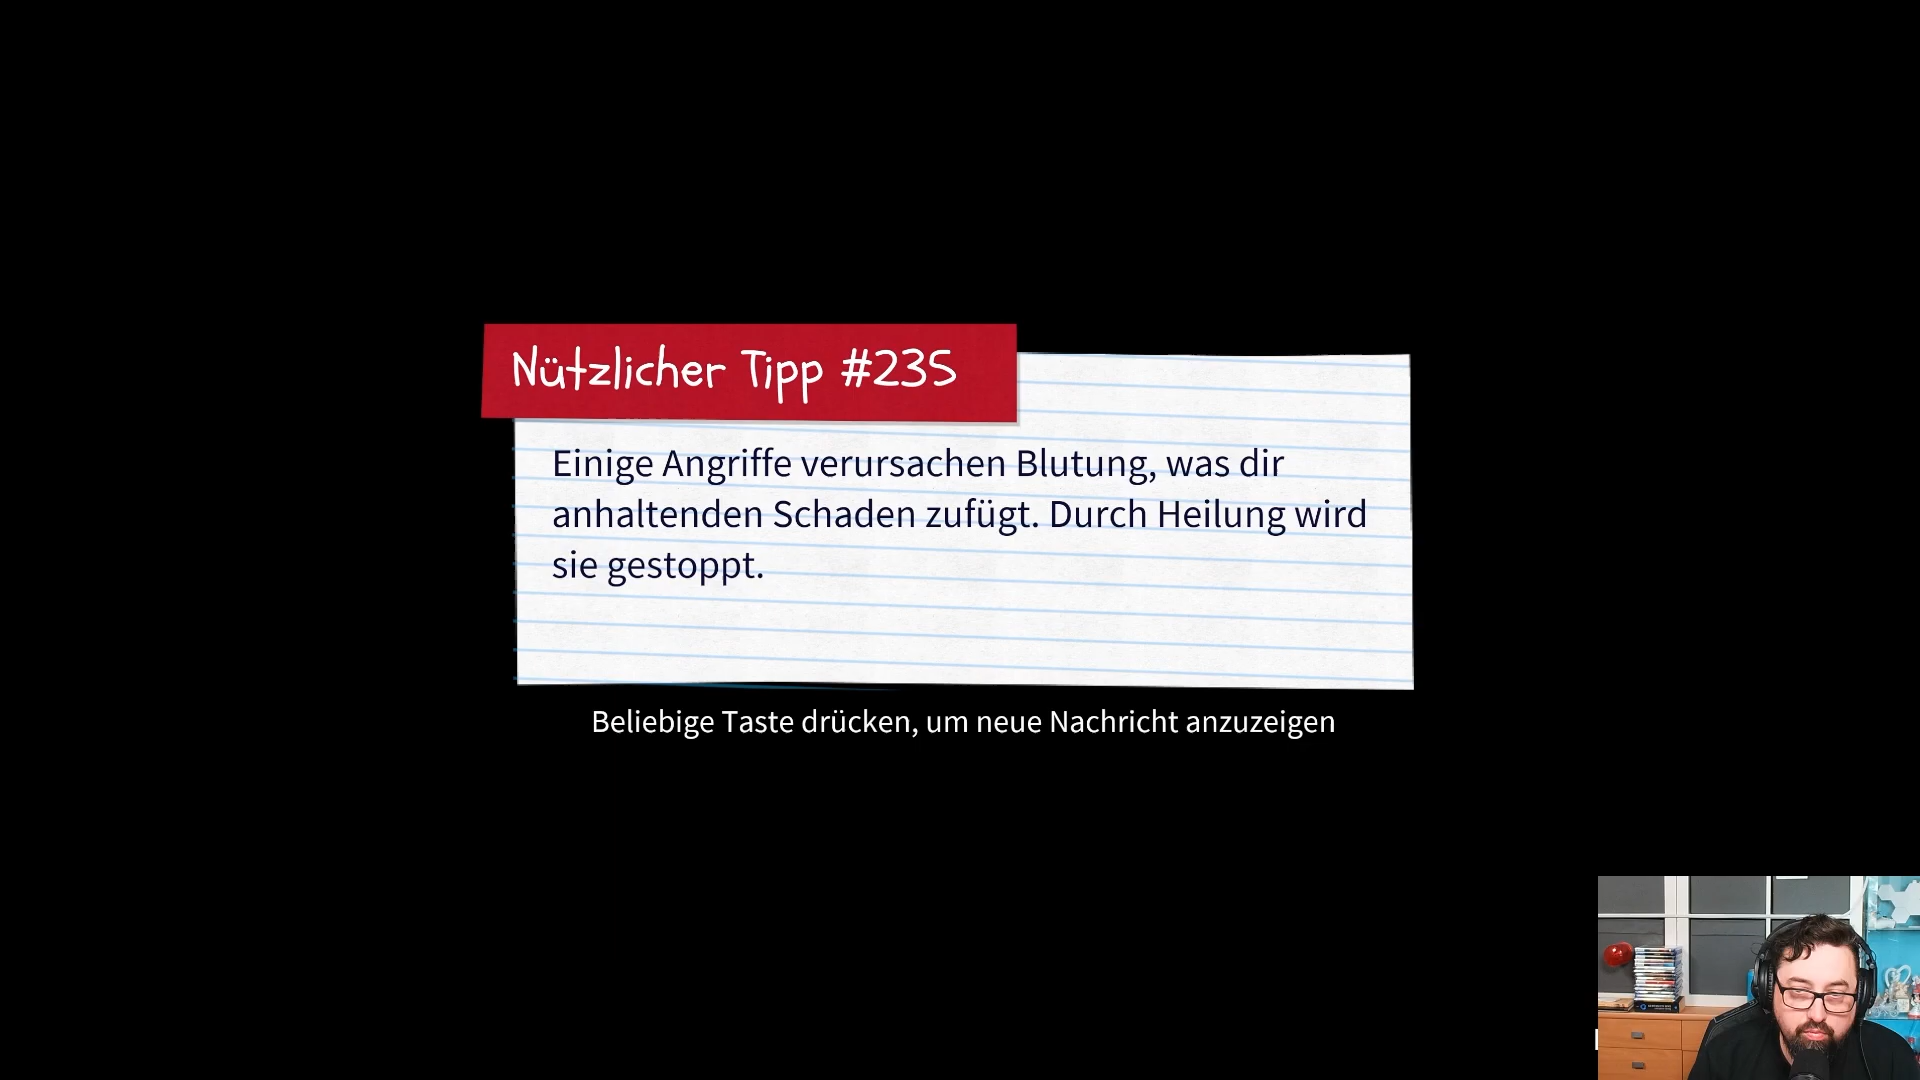 Nützlicher Tipp #235
Einige Angriffe verursachen Blutung, was dir
anhaltenden Schaden zufügt. Durch Heilung wird
sie gestoppt.
Beliebige Taste drücken, um neue Nachricht anzuzeigen